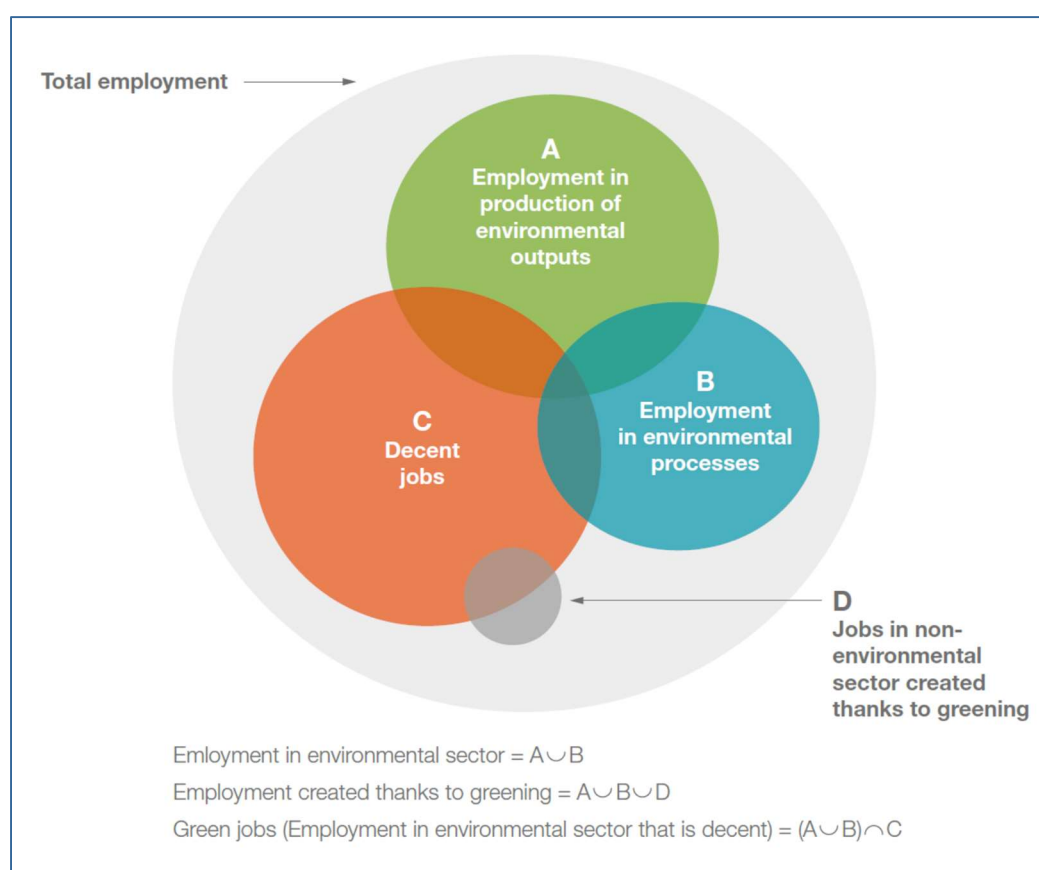 Total employment
A
Employment in
production of
environmental
outputs
B
Employment
in environmental
processes
C
Decent
jobs
D
Jobs in non-
environmental
sector created
thanks to greening
Emloyment in environmental sector = A∪B
Employment created thanks to greening = A∪B∪D
Green jobs (Employment in environmental sector that is decent) = (A∪B)∩C